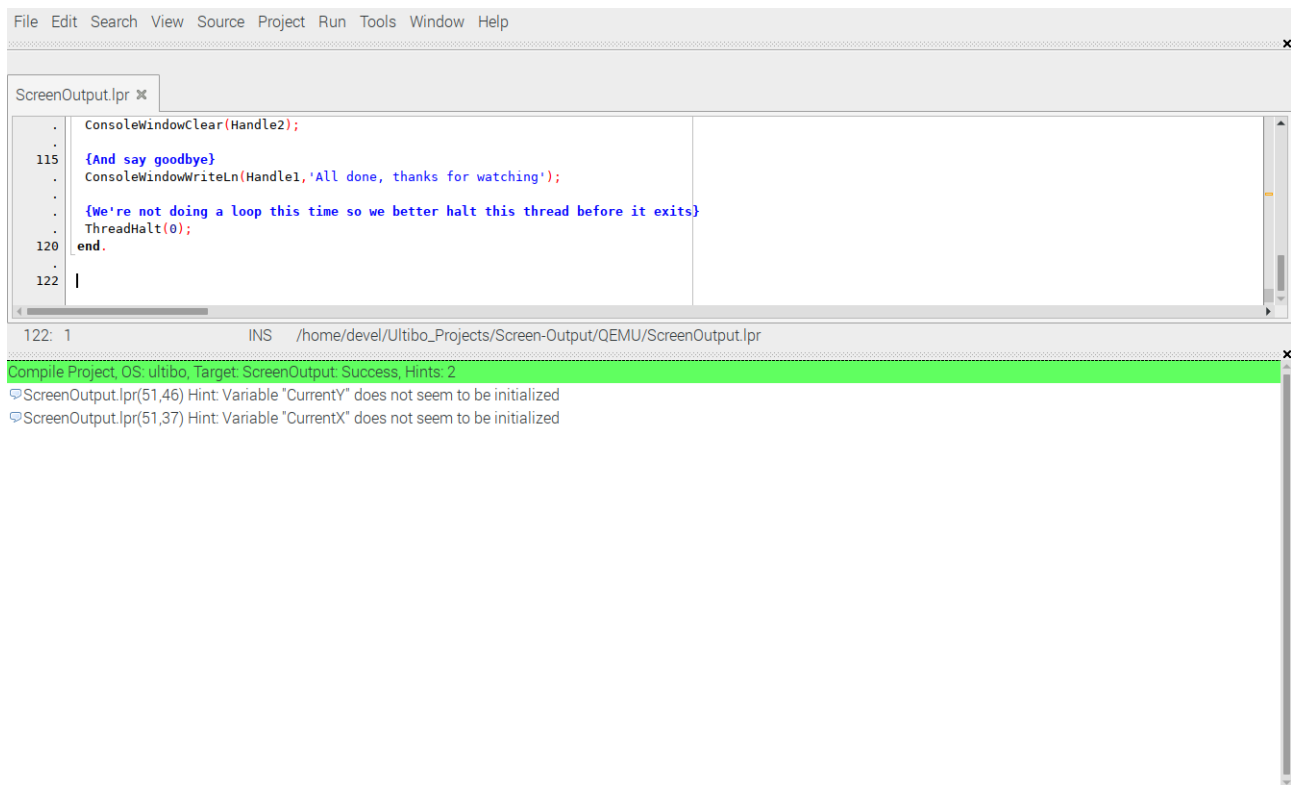 File Edit Search View Source Project Run Tools Window Help
ScreenOutput.lpr
. ConsoleWindowClear(Handle2);
.
115 {And say goodbye}
. ConsoleWindowWriteLn(Handle1,'All done, thanks for watching');
.
. {We're not doing a loop this time so we better halt this thread before it exits}
. ThreadHalt(0);
120 end.
.
122
122: 1 INS /home/devel/Ultibo_Projects/Screen-Output/QEMU/ScreenOutput.lpr
Compile Project, OS: ultibo, Target: ScreenOutput: Success, Hints: 2
ScreenOutput.lpr(51,46) Hint: Variable "CurrentY" does not seem to be initialized
ScreenOutput.lpr(51,37) Hint: Variable "CurrentX" does not seem to be initialized